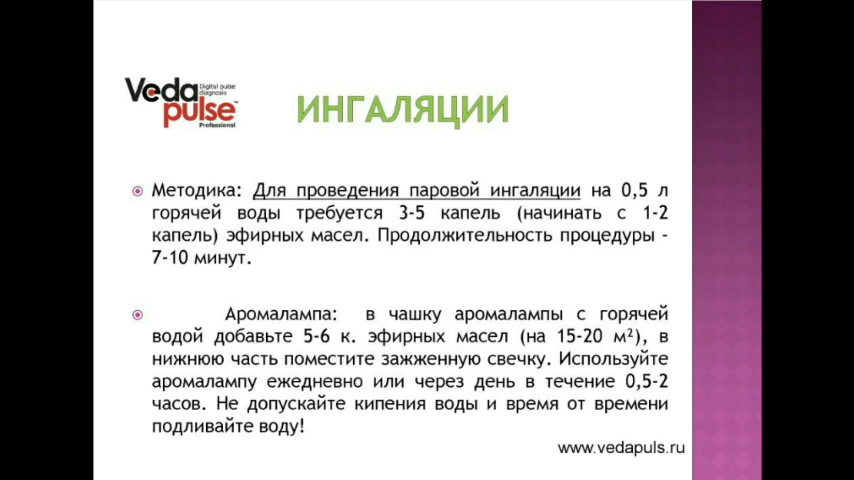 Veda
Digital pulse
diagnosis
pulse™
Professional
ИНГАЛЯЦИИ
Методика: Для проведения паровой ингаляции на 0,5 л
горячей воды требуется 3-5 капель (начинать с 1-2
капель) эфирных масел. Продолжительность процедуры -
7-10 минут.
Аромалампа: в чашку аромалампы с горячей
водой добавьте 5-6 к. эфирных масел (на 15-20 м²), в
нижнюю часть поместите зажженную свечку. Используйте
аромалампу ежедневно или через день в течение 0,5-2
часов. Не допускайте кипения воды и время от времени
подливайте воду!
www.vedapuls.ru